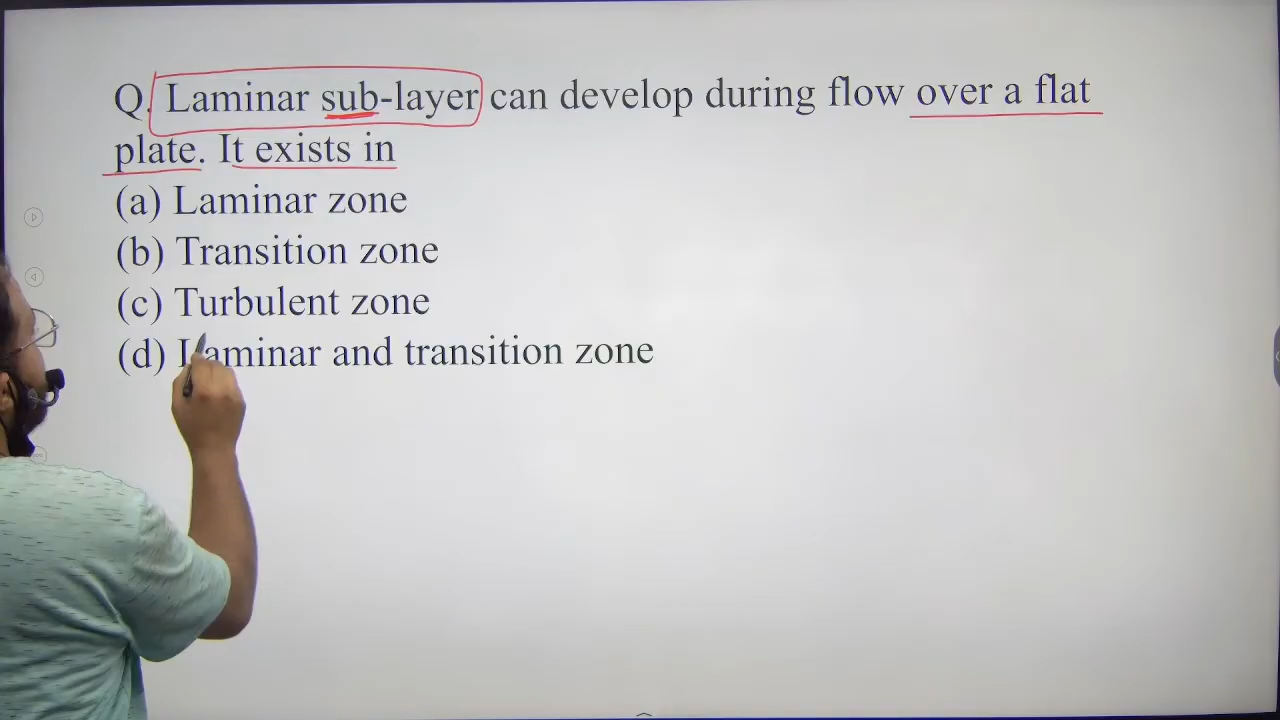 Q. Laminar sub-layer can develop during flow over a flat
plate. It exists in
(a) Laminar zone
(b) Transition zone
(c) Turbulent zone
(d) Laminar and transition zone